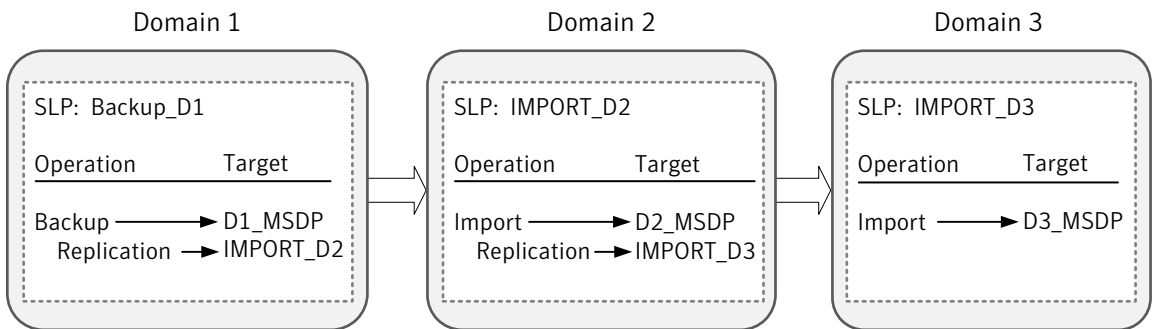 Domain 1
SLP: Backup_D1
Operation Target
Backup D1_MSDP
Replication IMPORT_D2
Domain 2
SLP: IMPORT_D2
Operation Target
Import D2_MSDP
Replication IMPORT_D3
Domain 3
SLP: IMPORT_D3
Operation Target
Import D3_MSDP